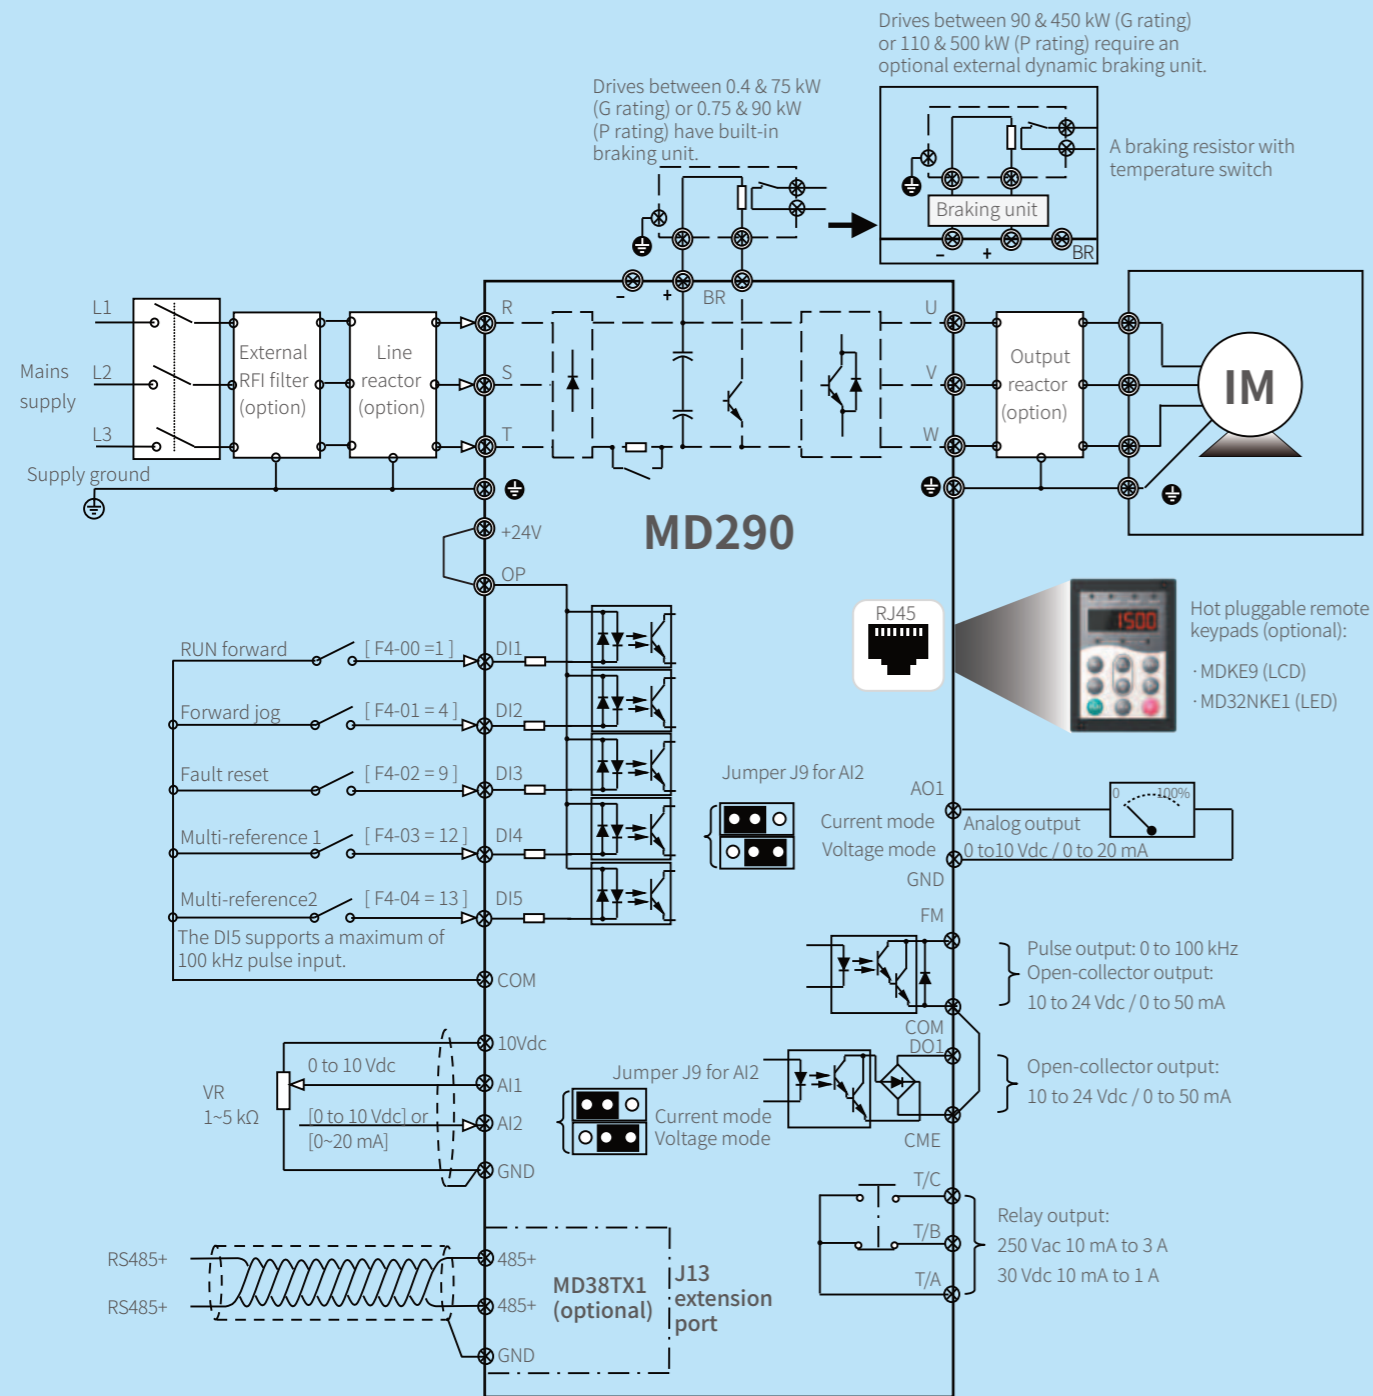 Drives between 90 & 450 kW (G rating)
or 110 & 500 kW (P rating) require an
optional external dynamic braking unit.
Drives between 0.4 & 75 kW
(G rating) or 0.75 & 90 kW
(P rating) have built-in
braking unit.
A braking resistor with
temperature switch
Braking unit
– + BR
– + BR
Mains
supply
L1
L2
L3
Supply ground
External
RFI filter
(option)
Line
reactor
(option)
R
S
T
U
V
W
Output
reactor
(option)
IM
MD290
+24V
OP
RUN forward [ F4-00 =1 ] DI1
Forward jog [ F4-01 = 4 ] DI2
Fault reset [ F4-02 = 9 ] DI3
Multi-reference 1 [ F4-03 = 12 ] DI4
Multi-reference2 [ F4-04 = 13 ] DI5
The DI5 supports a maximum of
100 kHz pulse input.
COM
RJ45
1500
Hot pluggable remote
keypads (optional):
· MDKE9 (LCD)
· MD32NKE1 (LED)
Jumper J9 for AI2
Current mode
Voltage mode
AO1
GND
Analog output
0 to10 Vdc / 0 to 20 mA
0 100%
FM
COM
Pulse output: 0 to 100 kHz
Open-collector output:
10 to 24 Vdc / 0 to 50 mA
DO1
CME
Open-collector output:
10 to 24 Vdc / 0 to 50 mA
10Vdc
0 to 10 Vdc
AI1
VR
1~5 kΩ
[0 to 10 Vdc] or
[0~20 mA]
AI2
GND
Jumper J9 for AI2
Current mode
Voltage mode
T/C
T/B
T/A
Relay output:
250 Vac 10 mA to 3 A
30 Vdc 10 mA to 1 A
RS485+ 485+
RS485+ 485+
GND
MD38TX1
(optional)
J13
extension
port